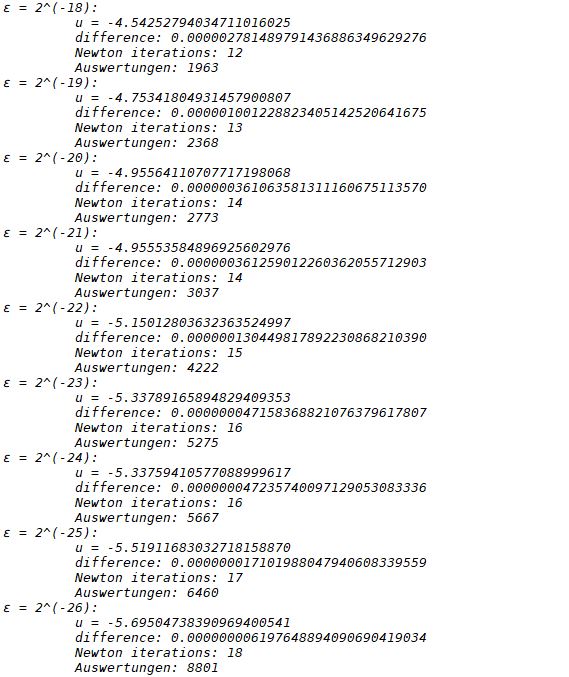 ε = 2^(-18):
u = -4.54252794034711016025
difference: 0.000002781489791436886349629276
Newton iterations: 12
Auswertungen: 1963
ε = 2^(-19):
u = -4.75341804931457900807
difference: 0.000001001228823405142520641675
Newton iterations: 13
Auswertungen: 2368
ε = 2^(-20):
u = -4.95564110707717198068
difference: 0.000000361063581311160675113570
Newton iterations: 14
Auswertungen: 2773
ε = 2^(-21):
u = -4.95553584896925602976
difference: 0.000000361259012260362055712903
Newton iterations: 14
Auswertungen: 3037
ε = 2^(-22):
u = -5.15012803632363524997
difference: 0.000000130449817892230868210390
Newton iterations: 15
Auswertungen: 4222
ε = 2^(-23):
u = -5.33789165894829409353
difference: 0.000000047158368821076379617807
Newton iterations: 16
Auswertungen: 5275
ε = 2^(-24):
u = -5.33759410577088999617
difference: 0.000000047235740097129053083336
Newton iterations: 16
Auswertungen: 5667
ε = 2^(-25):
u = -5.51911683032718158870
difference: 0.000000017101988047940608339559
Newton iterations: 17
Auswertungen: 6460
ε = 2^(-26):
u = -5.69504738390969400541
difference: 0.000000006197648894090690419034
Newton iterations: 18
Auswertungen: 8801